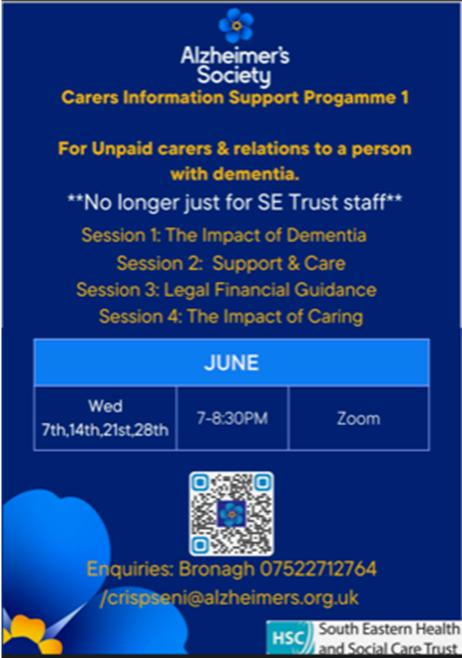 Alzheimer's
Society
Carers Information Support Progamme 1
For Unpaid carers & relations to a person
with dementia.
**No longer just for SE Trust staff**
Session 1: The Impact of Dementia
Session 2: Support & Care
Session 3: Legal Financial Guidance
Session 4: The Impact of Caring
JUNE
Wed
7th,14th,21st,28th
7-8:30PM
Zoom
Enquiries: Bronagh 07522712764
/crispseni@alzheimers.org.uk
HSC
South Eastern Health
and Social Care Trust